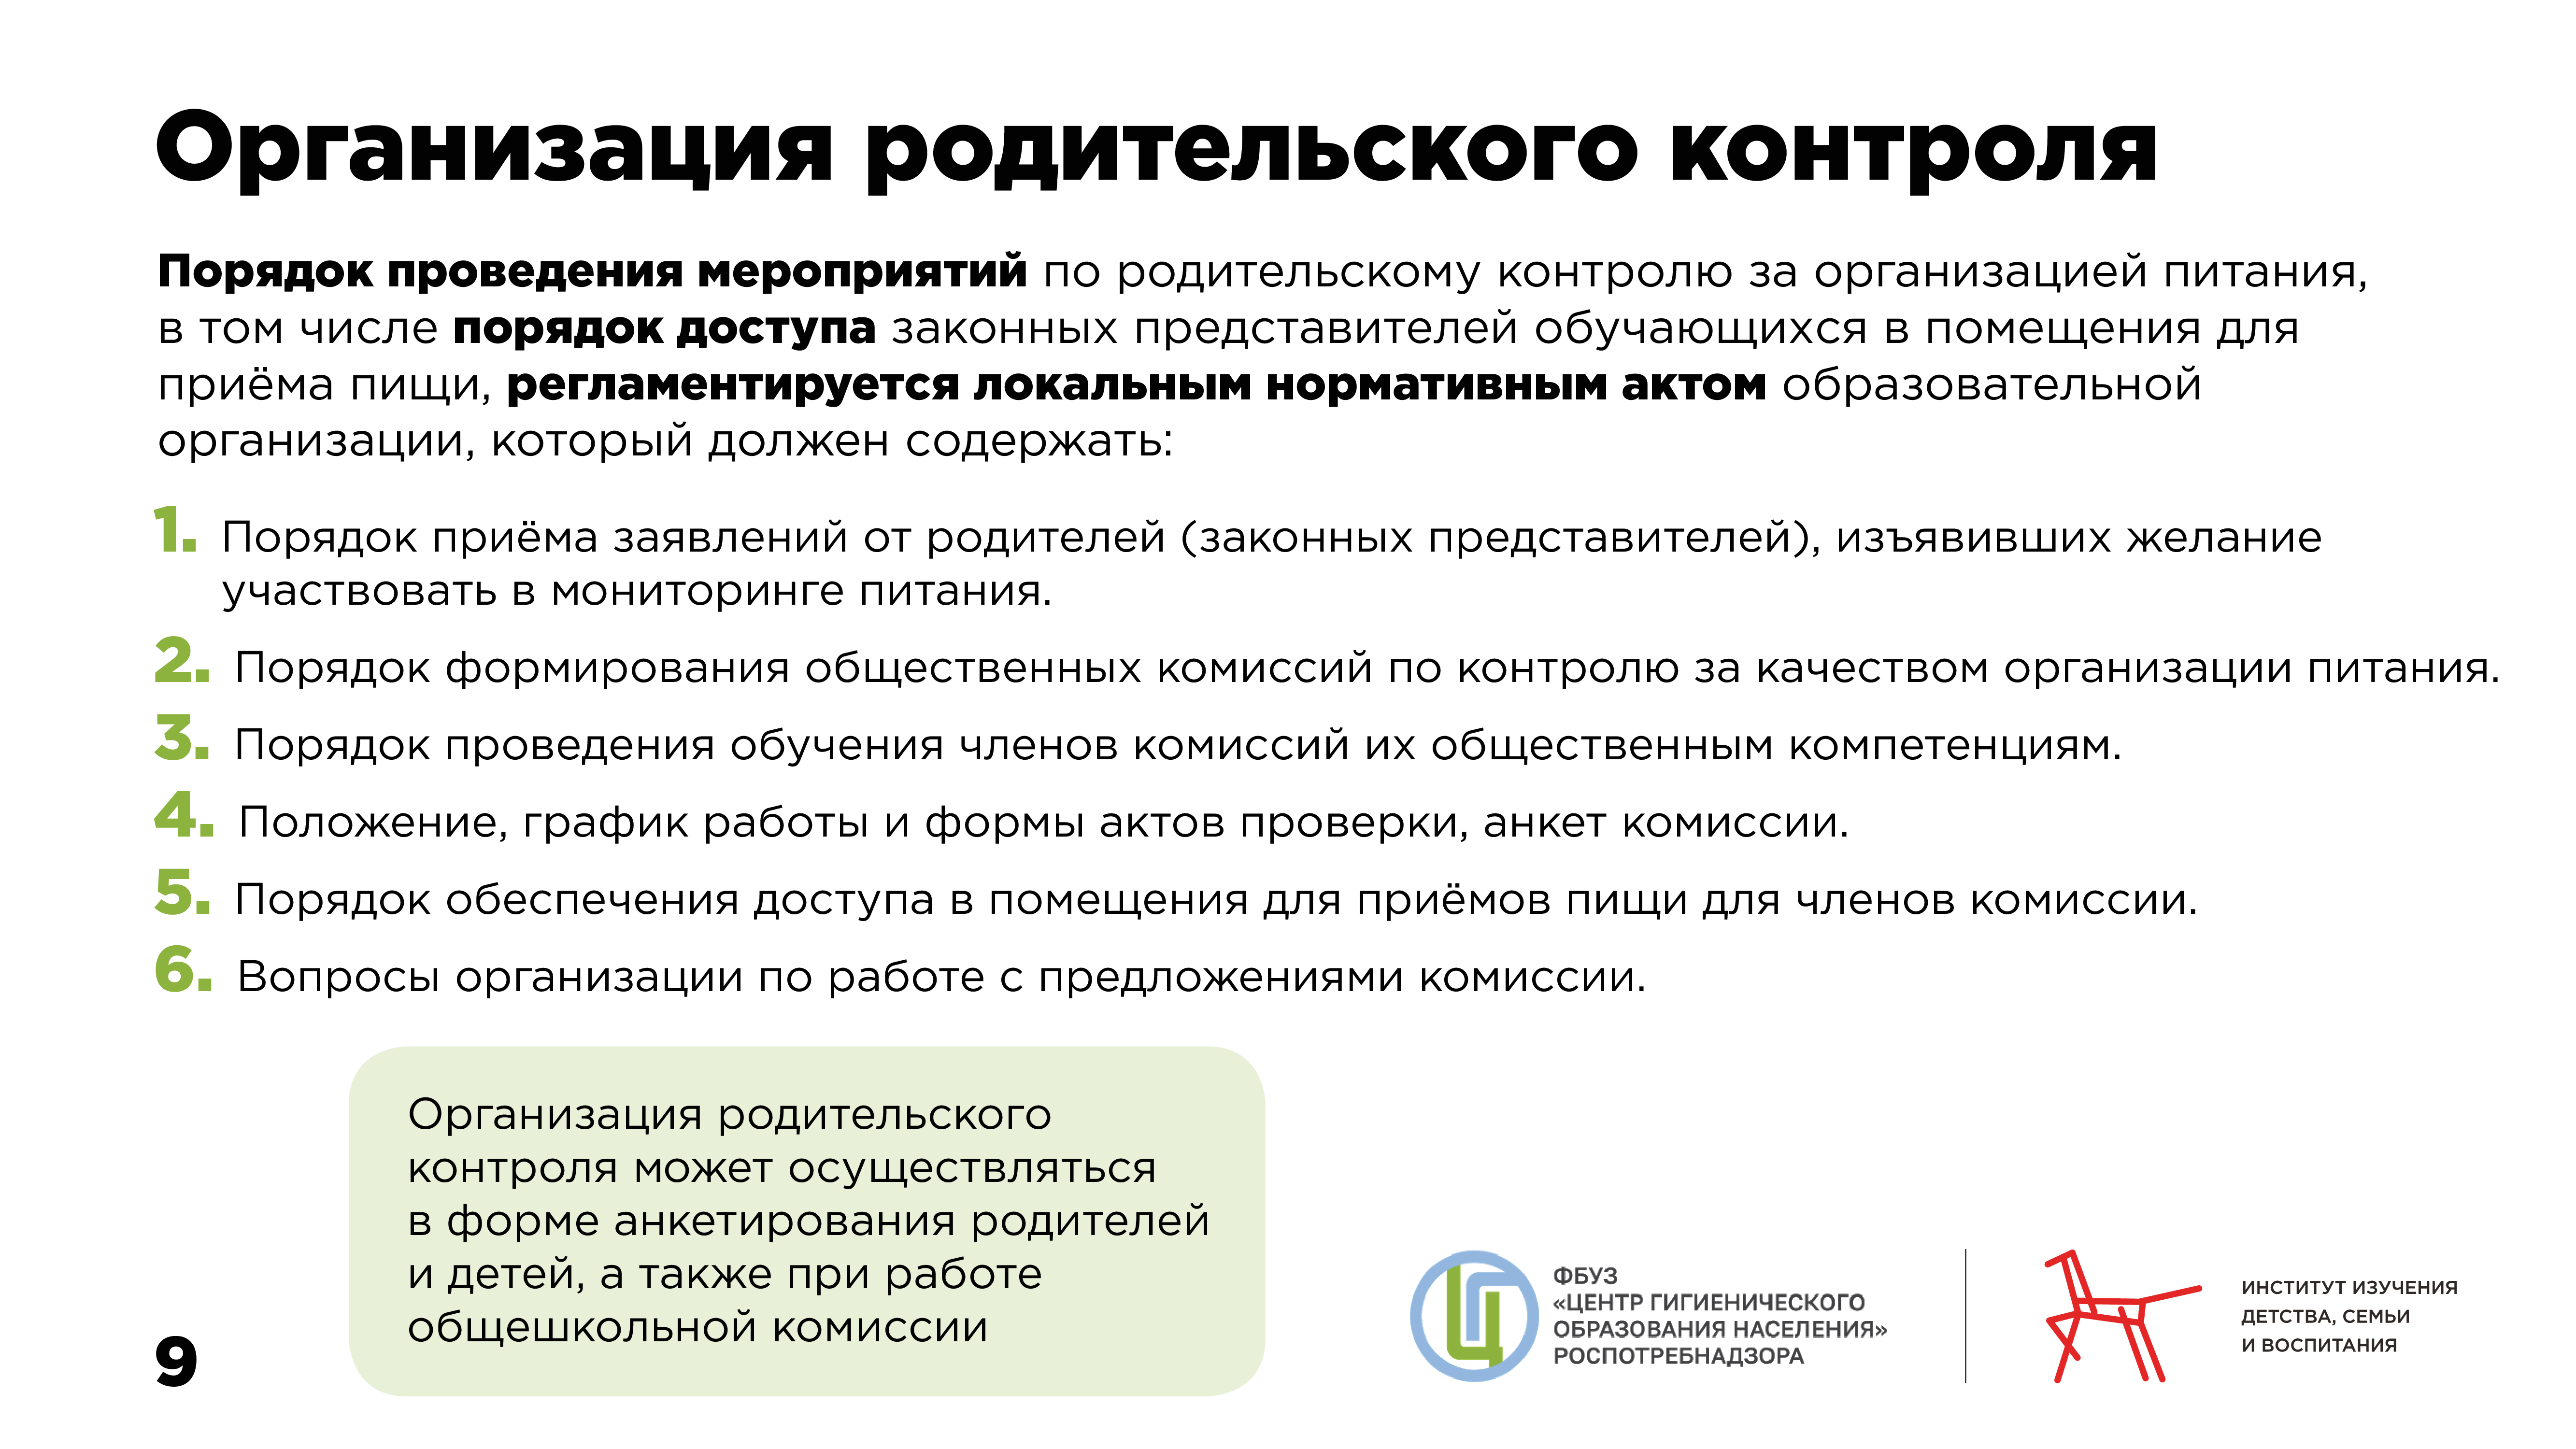 Организация родительского контроля
Порядок проведения мероприятий по родительскому контролю за организацией питания,
в том числе порядок доступа законных представителей обучающихся в помещения для
приёма пищи, регламентируется локальным нормативным актом образовательной
организации, который должен содержать:
1. Порядок приёма заявлений от родителей (законных представителей), изъявивших желание
участвовать в мониторинге питания.
2. Порядок формирования общественных комиссий по контролю за качеством организации питания.
3. Порядок проведения обучения членов комиссий их общественным компетенциям.
4. Положение, график работы и формы актов проверки, анкет комиссии.
5. Порядок обеспечения доступа в помещения для приёмов пищи для членов комиссии.
6. Вопросы организации по работе с предложениями комиссии.
Организация родительского
контроля может осуществляться
в форме анкетирования родителей
и детей, а также при работе
общешкольной комиссии
9
ФБУЗ
«ЦЕНТР ГИГИЕНИЧЕСКОГО
ОБРАЗОВАНИЯ НАСЕЛЕНИЯ»
РОСПОТРЕБНАДЗОРА
ИНСТИТУТ ИЗУЧЕНИЯ
ДЕТСТВА, СЕМЬИ
И ВОСПИТАНИЯ